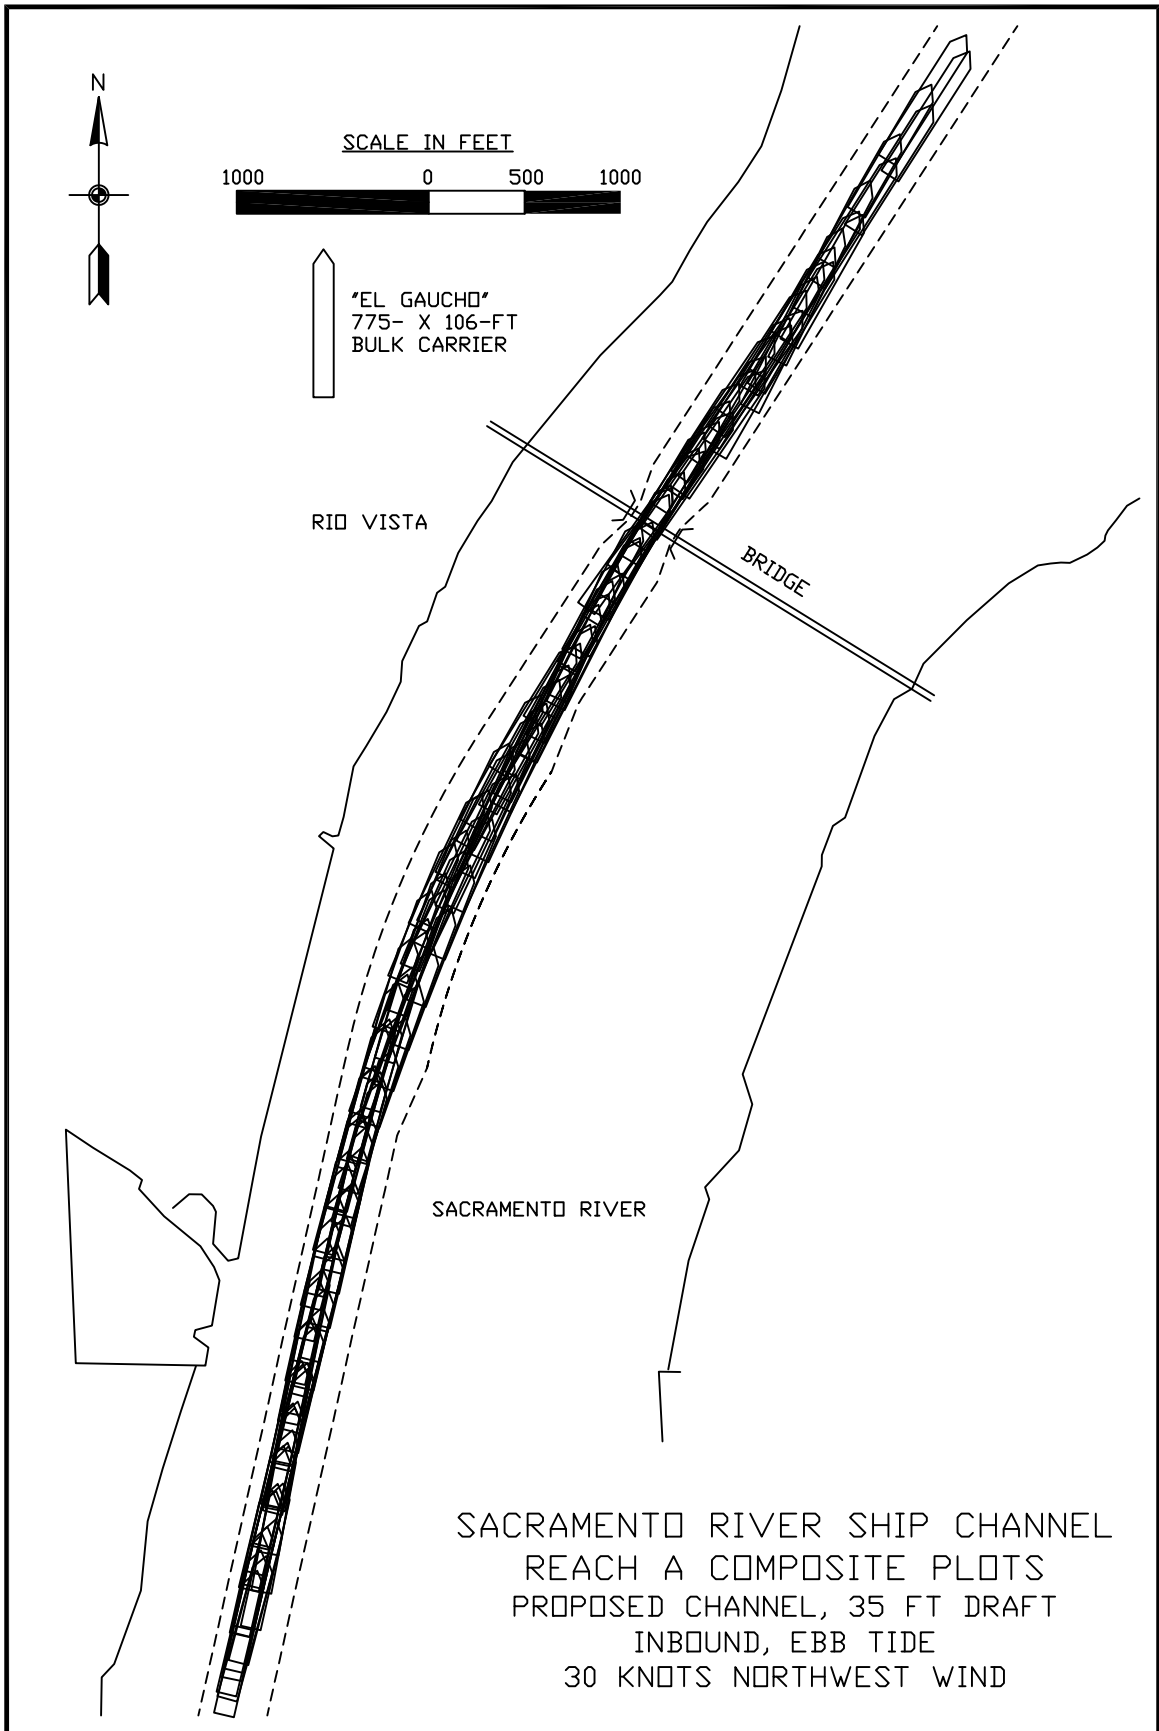 N
SCALE IN FEET
1000 0 500 1000
"EL GAUCHO"
775- X 106-FT
BULK CARRIER
RIO VISTA
BRIDGE
SACRAMENTO RIVER
SACRAMENTO RIVER SHIP CHANNEL
REACH A COMPOSITE PLOTS
PROPOSED CHANNEL, 35 FT DRAFT
INBOUND, EBB TIDE
30 KNOTS NORTHWEST WIND